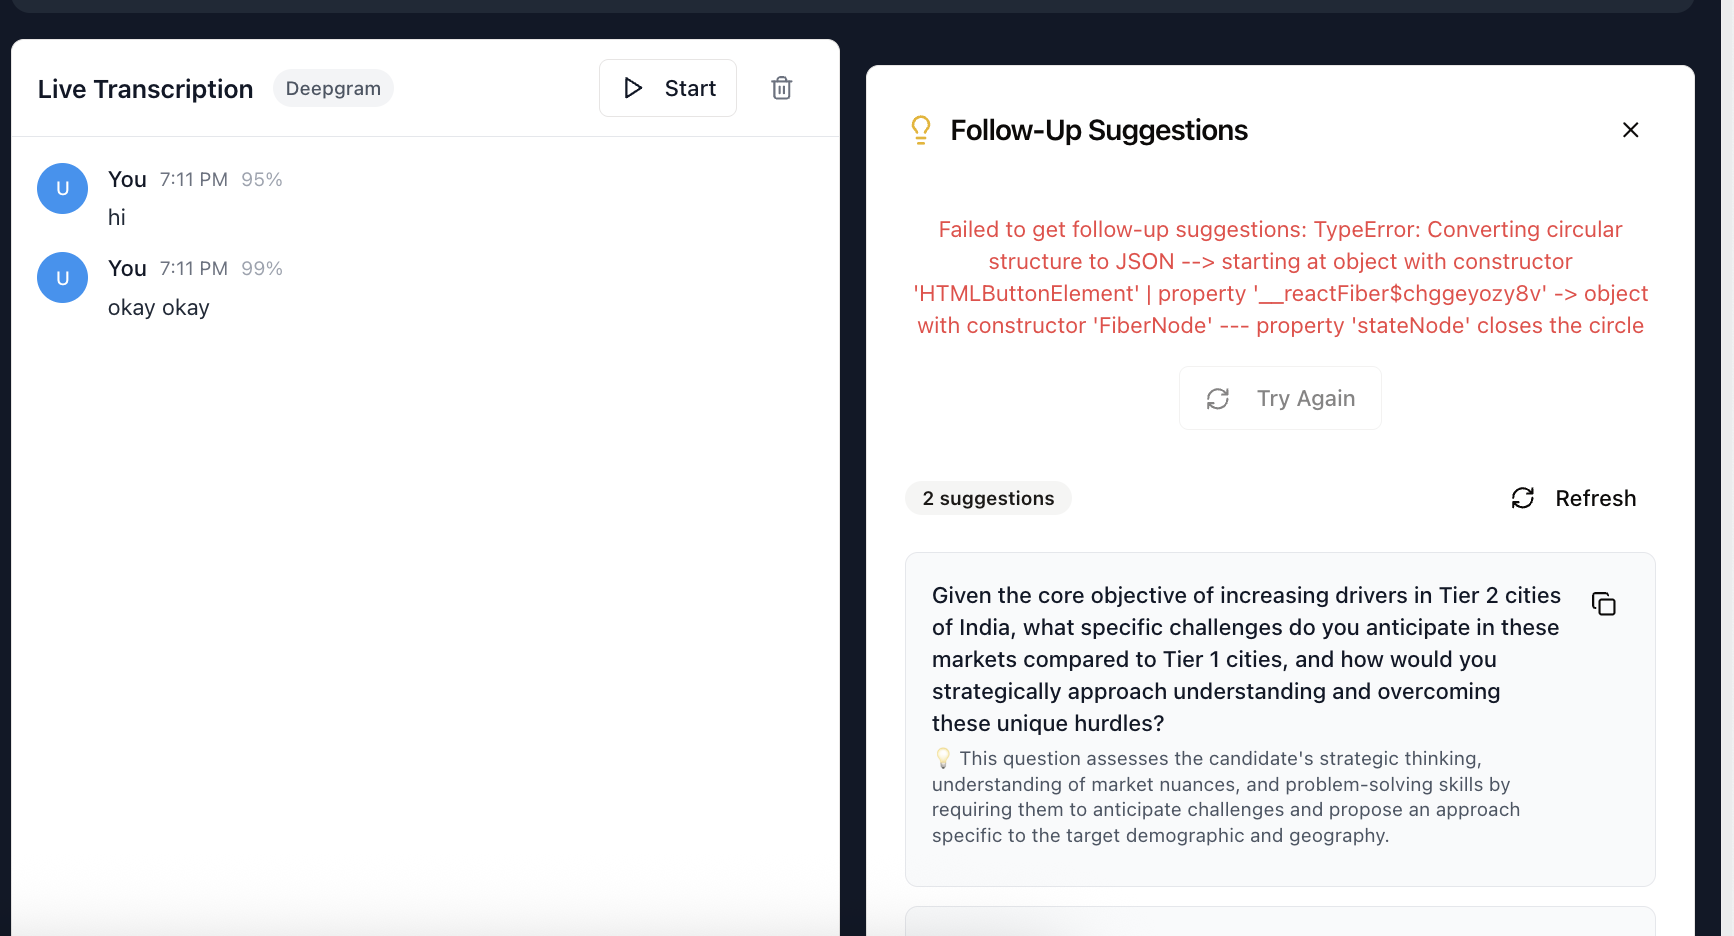 Live Transcription
Deepgram
Start
U
You 7:11 PM 95%
hi
U
You 7:11 PM 99%
okay okay
Follow-Up Suggestions
Failed to get follow-up suggestions: TypeError: Converting circular
structure to JSON --> starting at object with constructor
'HTMLButtonElement' | property '__reactFiber$chggeyozy8v' -> object
with constructor 'FiberNode' --- property 'stateNode' closes the circle
Try Again
2 suggestions
Refresh
Given the core objective of increasing drivers in Tier 2 cities
of India, what specific challenges do you anticipate in these
markets compared to Tier 1 cities, and how would you
strategically approach understanding and overcoming
these unique hurdles?
💡 This question assesses the candidate's strategic thinking,
understanding of market nuances, and problem-solving skills by
requiring them to anticipate challenges and propose an approach
specific to the target demographic and geography.